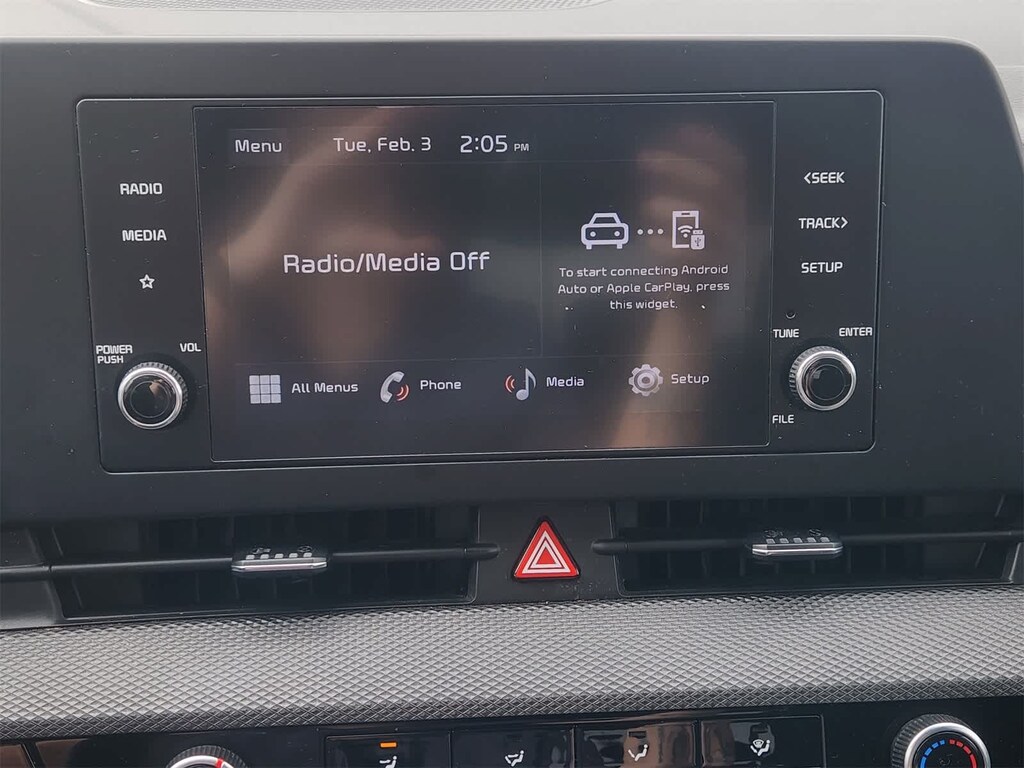 Menu
Tue, Feb. 3
2:05 PM
RADIO
MEDIA
POWER
PUSH
VOL
Radio/Media Off
To start connecting Android
Auto or Apple CarPlay, press
this widget.
All Menus
Phone
Media
Setup
<SEEK
TRACK>
SETUP
TUNE
ENTER
FILE